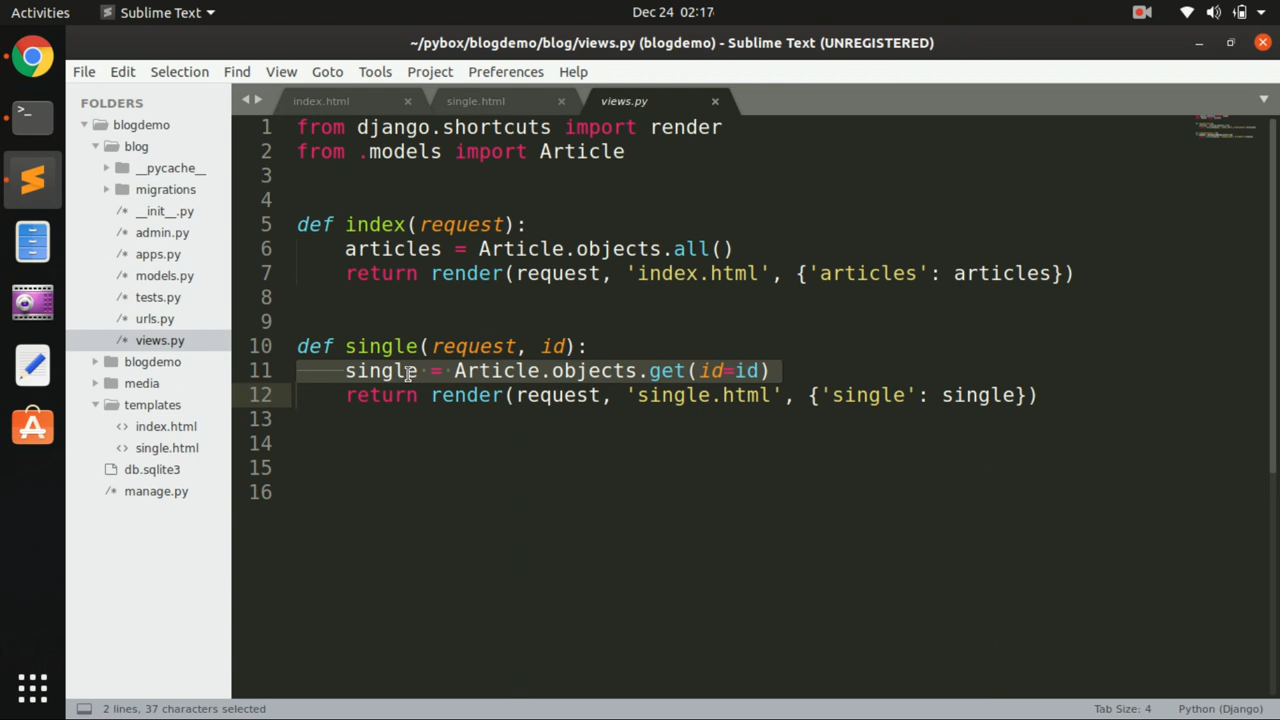 Activities Sublime Text Dec 24 02:17
~/pybox/blogdemo/blog/views.py (blogdemo) - Sublime Text (UNREGISTERED)
File Edit Selection Find View Goto Tools Project Preferences Help
FOLDERS
blogdemo
blog
__pycache__
migrations
/* __init__.py
/* admin.py
/* apps.py
/* models.py
/* tests.py
/* urls.py
/* views.py
blogdemo
media
templates
<> index.html
<> single.html
db.sqlite3
/* manage.py
index.html single.html views.py
1 from django.shortcuts import render
2 from .models import Article
3
4
5 def index(request):
6 articles = Article.objects.all()
7 return render(request, 'index.html', {'articles': articles})
8
9
10 def single(request, id):
11 single = Article.objects.get(id=id)
12 return render(request, 'single.html', {'single': single})
13
14
15
16
2 lines, 37 characters selected Tab Size: 4 Python (Django)